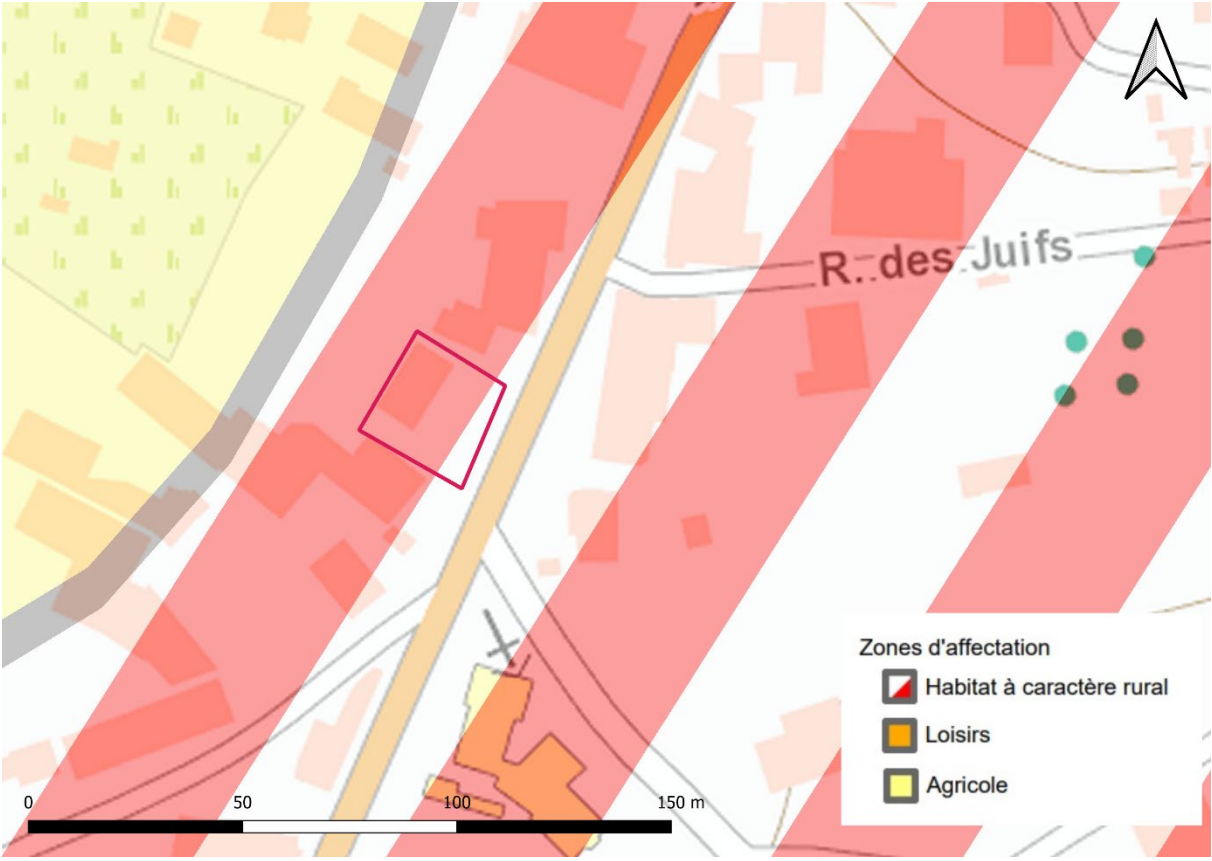 R. des Juifs
Zones d'affectation
Habitat à caractère rural
Loisirs
Agricole
0 50 100 150 m